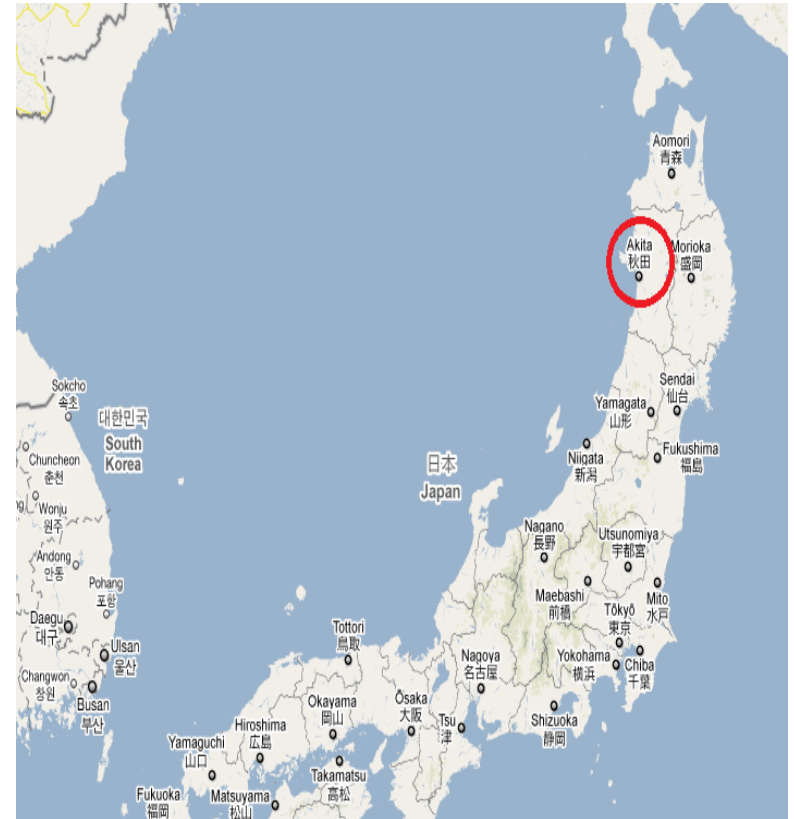 Aomori
青森
Akita
秋田
Morioka
盛岡
Sendai
仙台
Yamagata
山形
Sokcho
속초
대한민국
South
Korea
Niigata
新潟
Fukushima
福島
Chuncheon
춘천
日本
Japan
Wonju
원주
Nagano
長野
Utsunomiya
宇都宮
Andong
안동
Pohang
포항
Maebashi
前橋
Mito
水戸
Tōkyō
東京
Daegu
대구
Ulsan
울산
Tottori
鳥取
Nagoya
名古屋
Yokohama
横浜
Chiba
千葉
Changwon
창원
Busan
부산
Okayama
岡山
Ōsaka
大阪
Tsu
津
Shizuoka
静岡
Hiroshima
広島
Yamaguchi
山口
Takamatsu
高松
Fukuoka
福岡
Matsuyama
松山